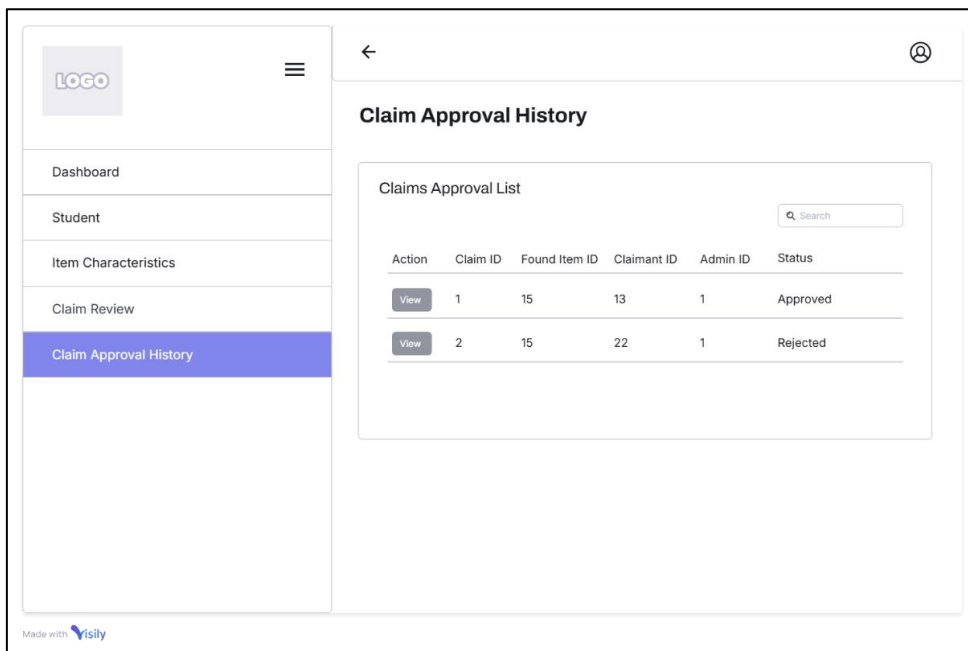 LOGO
Dashboard
Student
Item Characteristics
Claim Review
Claim Approval History
Claim Approval History
Claims Approval List
Search
Action Claim ID Found Item ID Claimant ID Admin ID Status
View 1 15 13 1 Approved
View 2 15 22 1 Rejected
Made with Visily